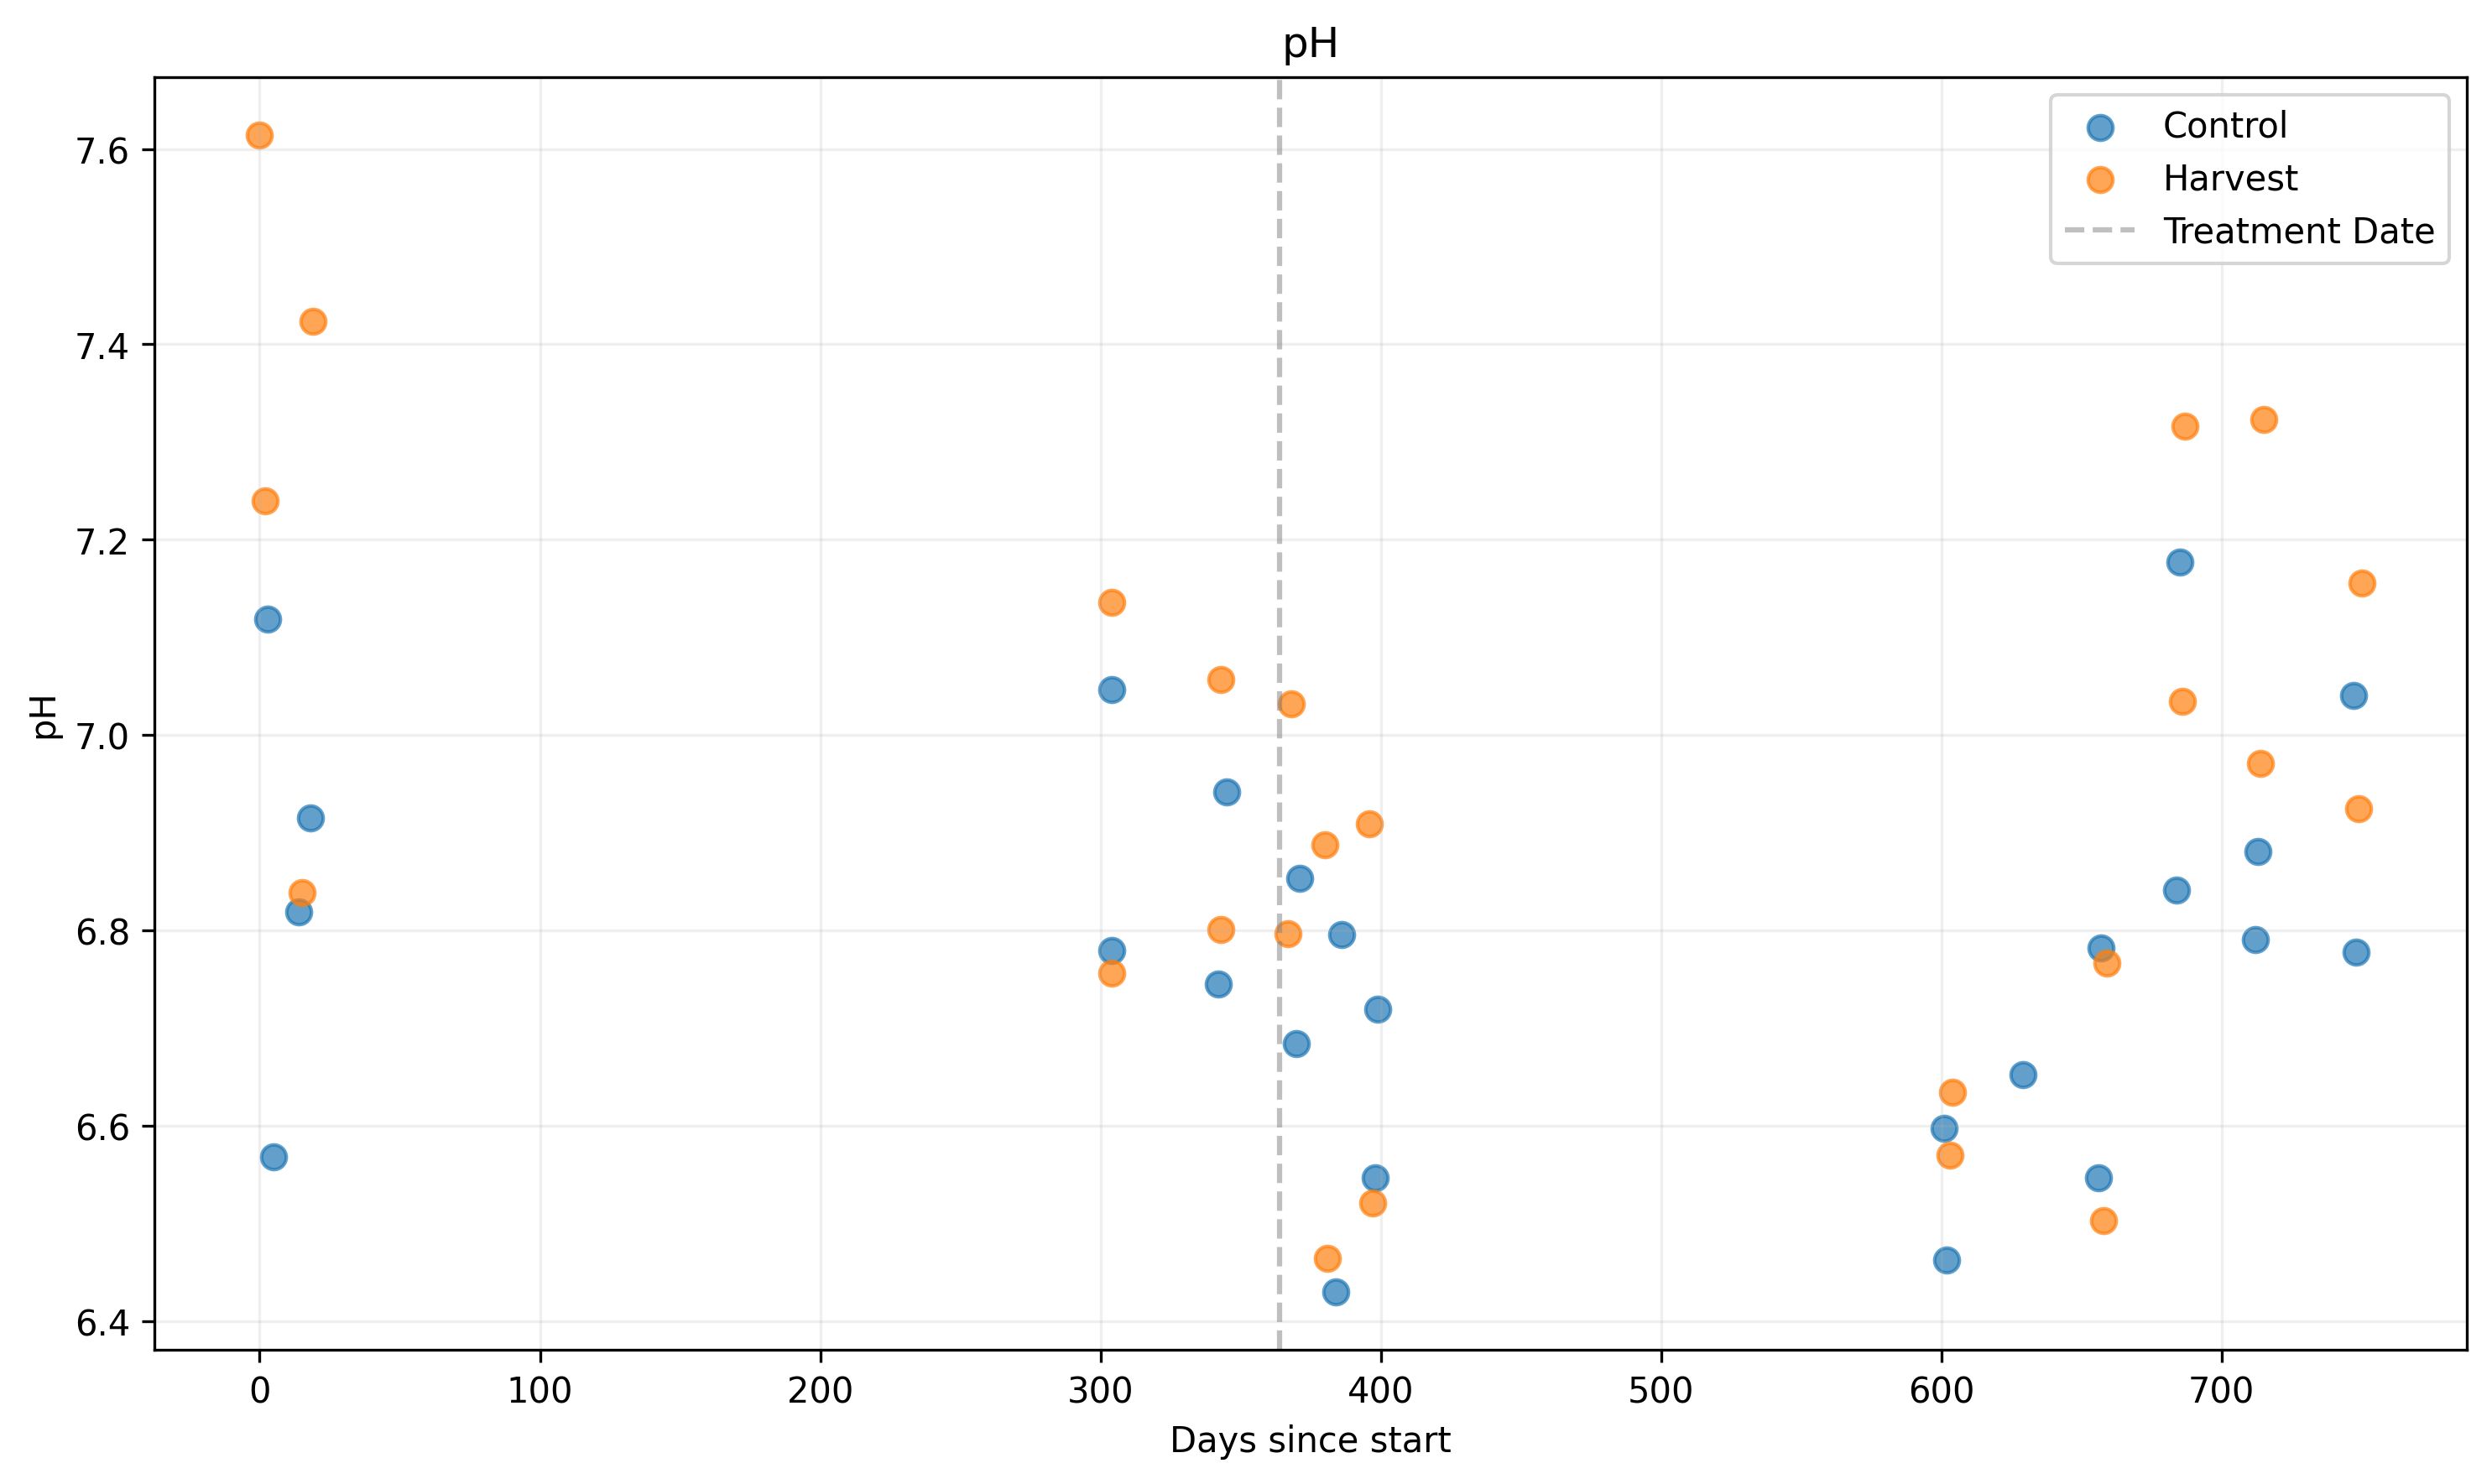 pH
Control
Harvest
Treatment Date
7.6
7.4
7.2
7.0
6.8
6.6
6.4
pH
0 100 200 300 400 500 600 700
Days since start